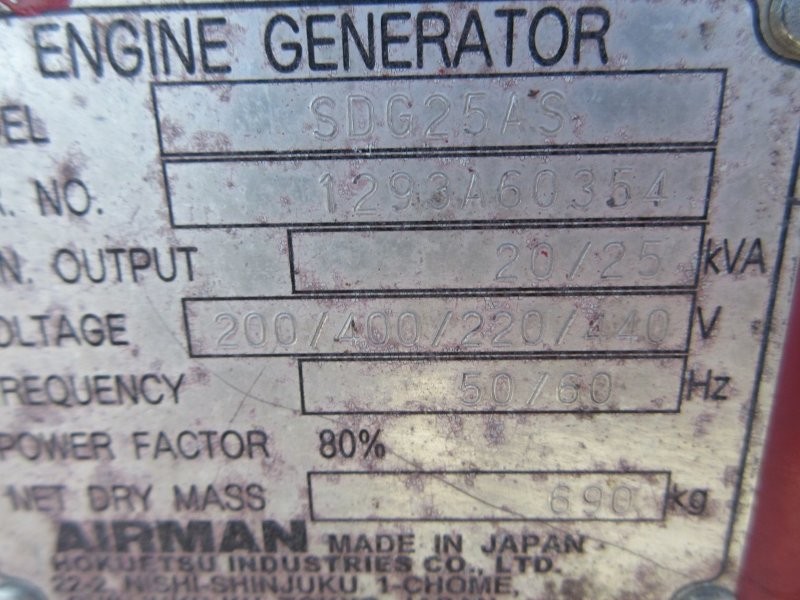 ENGINE GENERATOR
DEL SDG25AS
R. NO. 1293A60354
N. OUTPUT 20/25 kVA
OLTAGE 200/400/220/440 V
FREQUENCY 50/60 Hz
POWER FACTOR 80%
NET DRY MASS 690 kg
AIRMAN MADE IN JAPAN
HOKUETSU INDUSTRIES CO., LTD.
22-2, NISHI-SHINJUKU 1-CHOME,